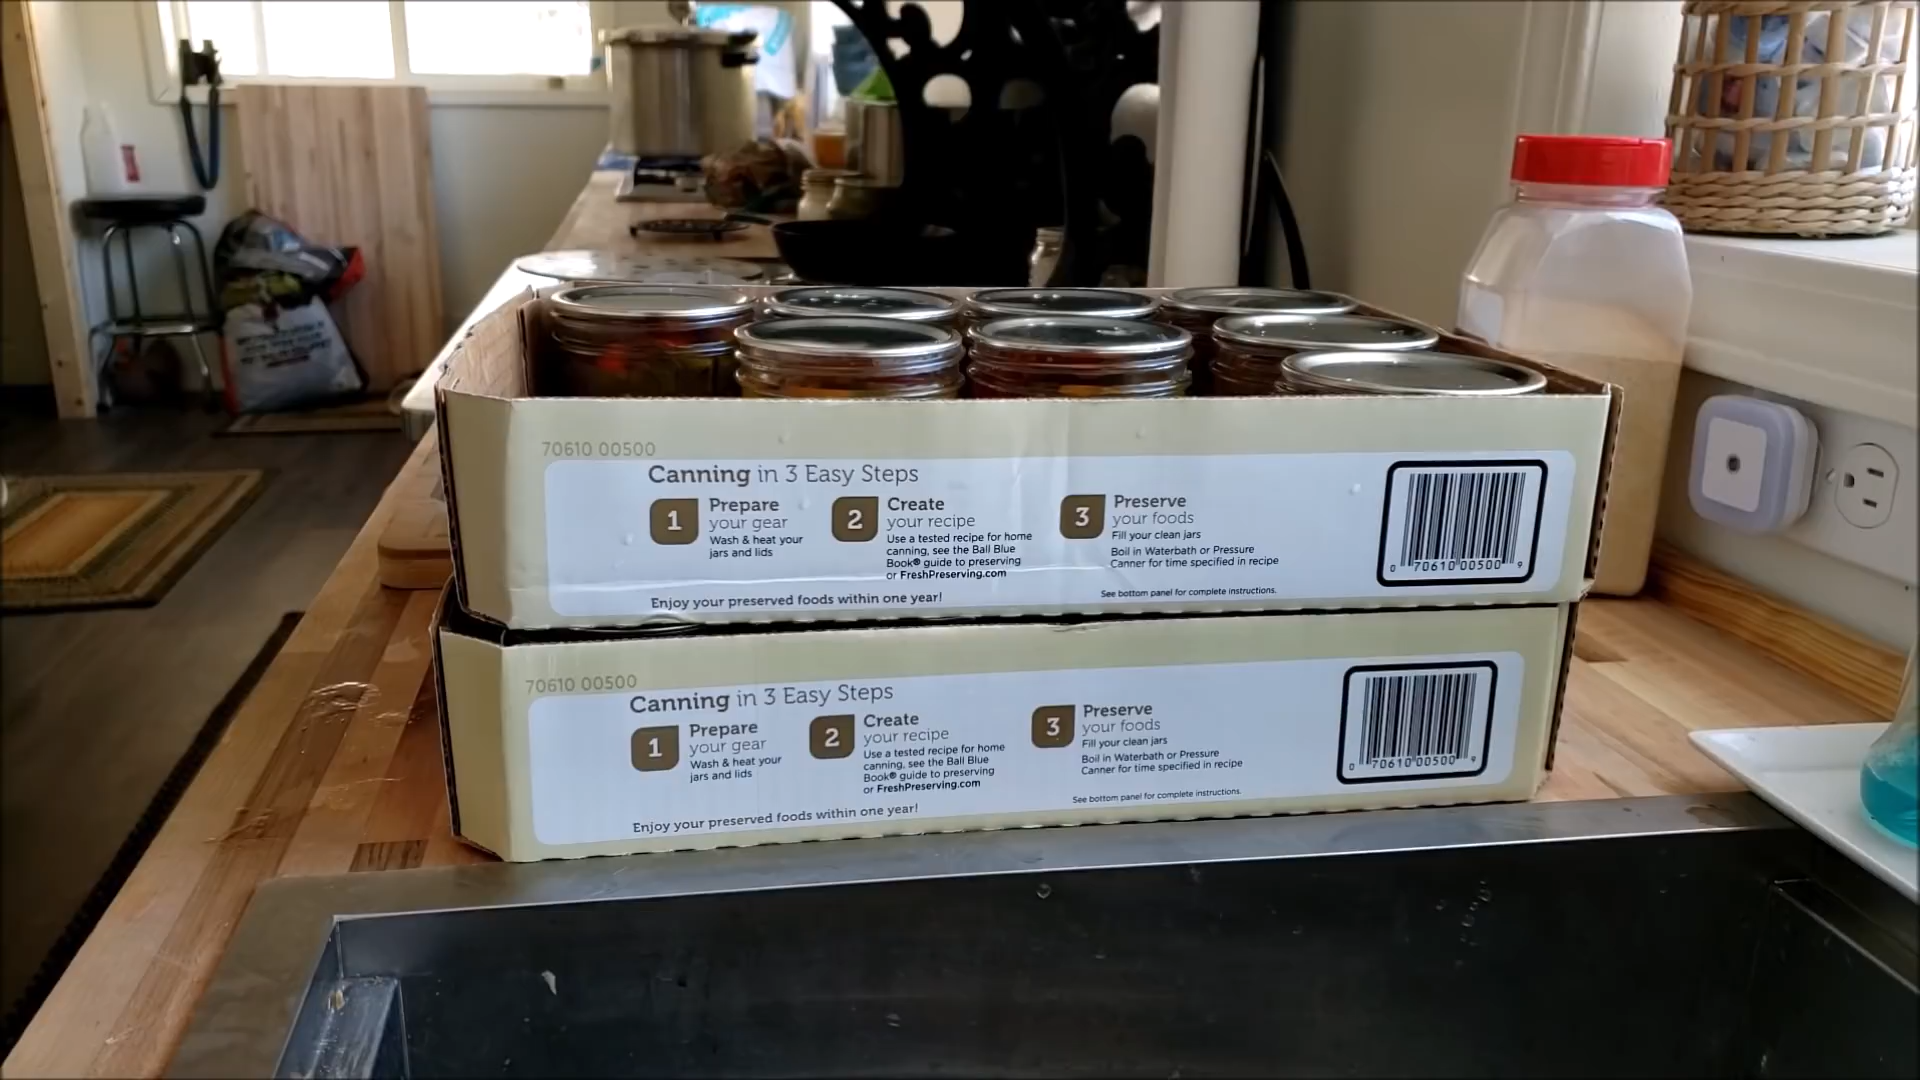 70610 00500
Canning in 3 Easy Steps
1
Prepare
your gear
Wash & heat your
jars and lids
2
Create
your recipe
Use a tested recipe for home
canning, see the Ball Blue
Book® guide to preserving
or FreshPreserving.com
3
Preserve
your foods
Fill your clean jars
Boil in Waterbath or Pressure
Canner for time specified in recipe
Enjoy your preserved foods within one year!
See bottom panel for complete instructions.
0 70610 00500 9
70610 00500
Canning in 3 Easy Steps
1
Prepare
your gear
Wash & heat your
jars and lids
2
Create
your recipe
Use a tested recipe for home
canning, see the Ball Blue
Book® guide to preserving
or FreshPreserving.com
3
Preserve
your foods
Fill your clean jars
Boil in Waterbath or Pressure
Canner for time specified in recipe
Enjoy your preserved foods within one year!
See bottom panel for complete instructions.
0 70610 00500 9